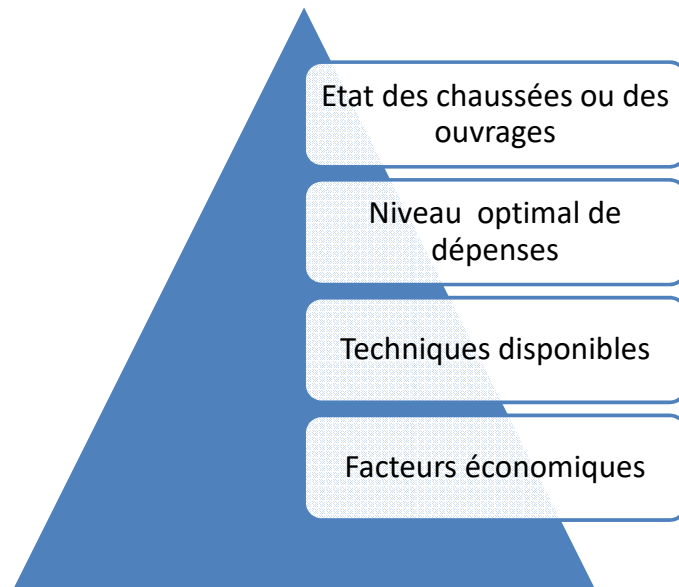 Etat des chaussées ou des
ouvrages
Niveau optimal de
dépenses
Techniques disponibles
Facteurs économiques